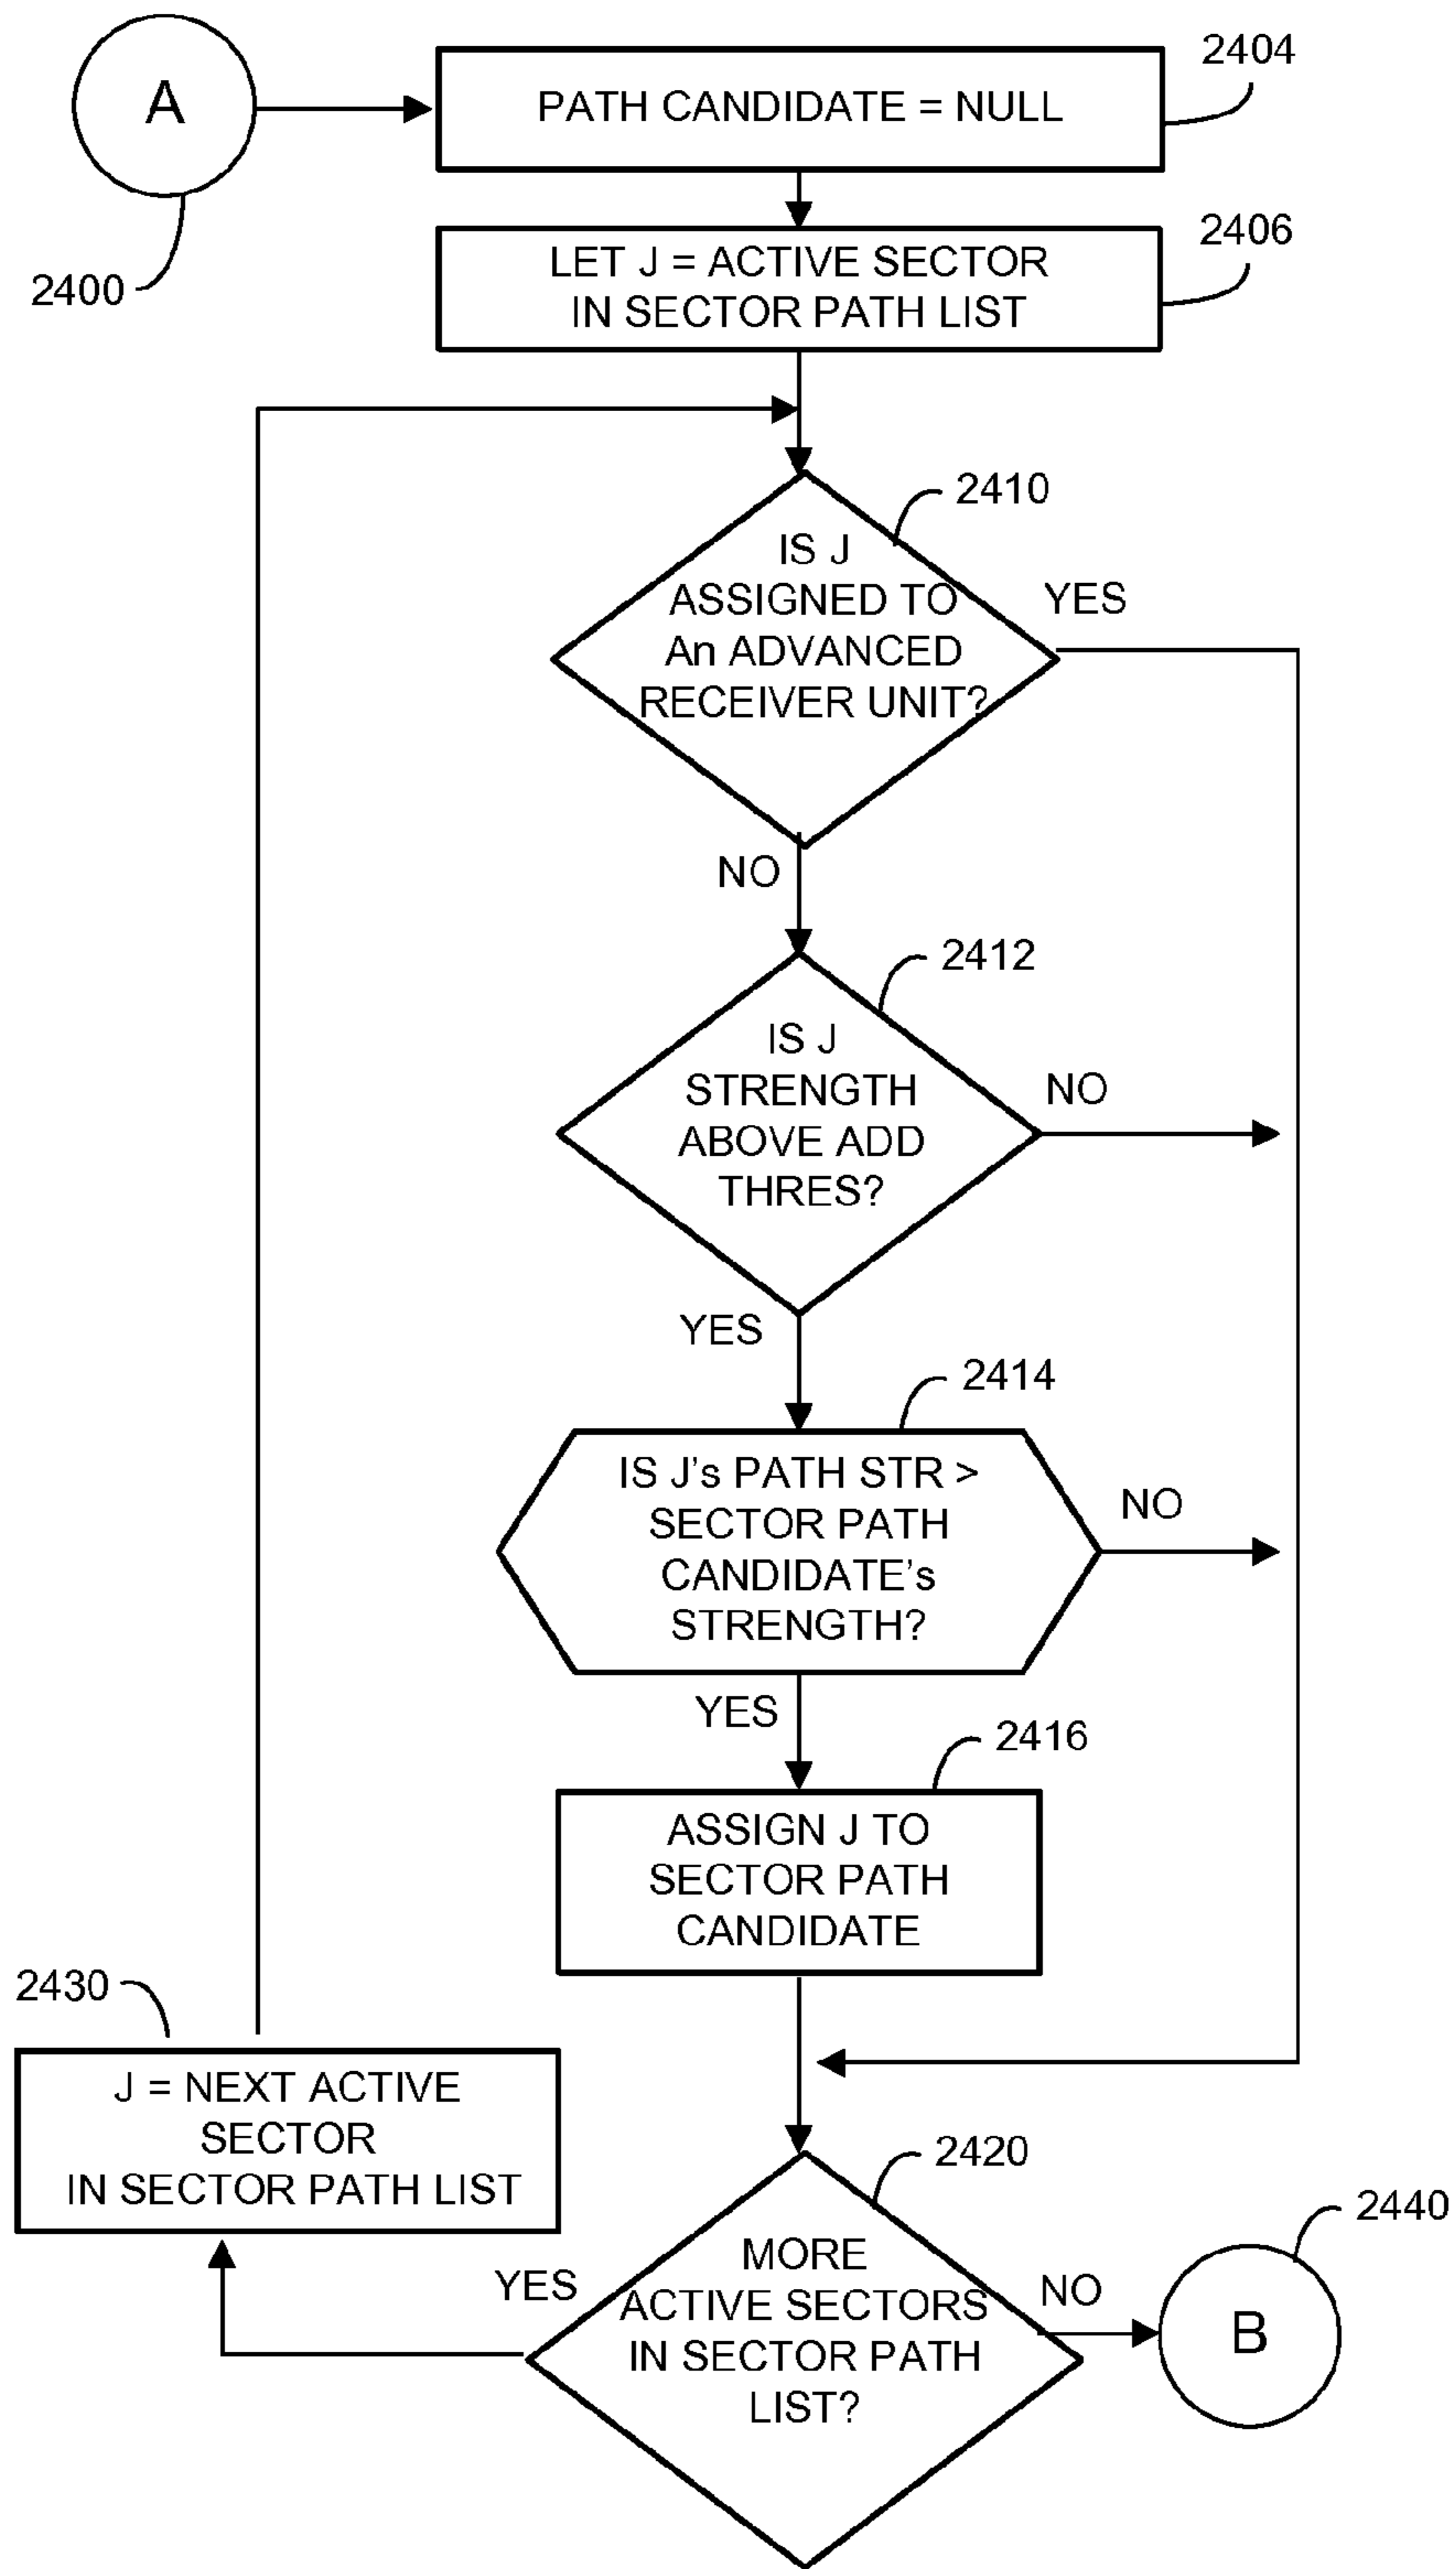 A
PATH CANDIDATE = NULL
2404
2400
LET J = ACTIVE SECTOR
IN SECTOR PATH LIST
2406
2410
IS J
ASSIGNED TO
An ADVANCED
RECEIVER UNIT?
YES
NO
2412
IS J
STRENGTH
ABOVE ADD
THRES?
NO
YES
2414
IS J's PATH STR >
SECTOR PATH
CANDIDATE's
STRENGTH?
NO
YES
2416
ASSIGN J TO
SECTOR PATH
CANDIDATE
2430
J = NEXT ACTIVE
SECTOR
IN SECTOR PATH LIST
2420
MORE
ACTIVE SECTORS
IN SECTOR PATH
LIST?
YES
NO
2440
B